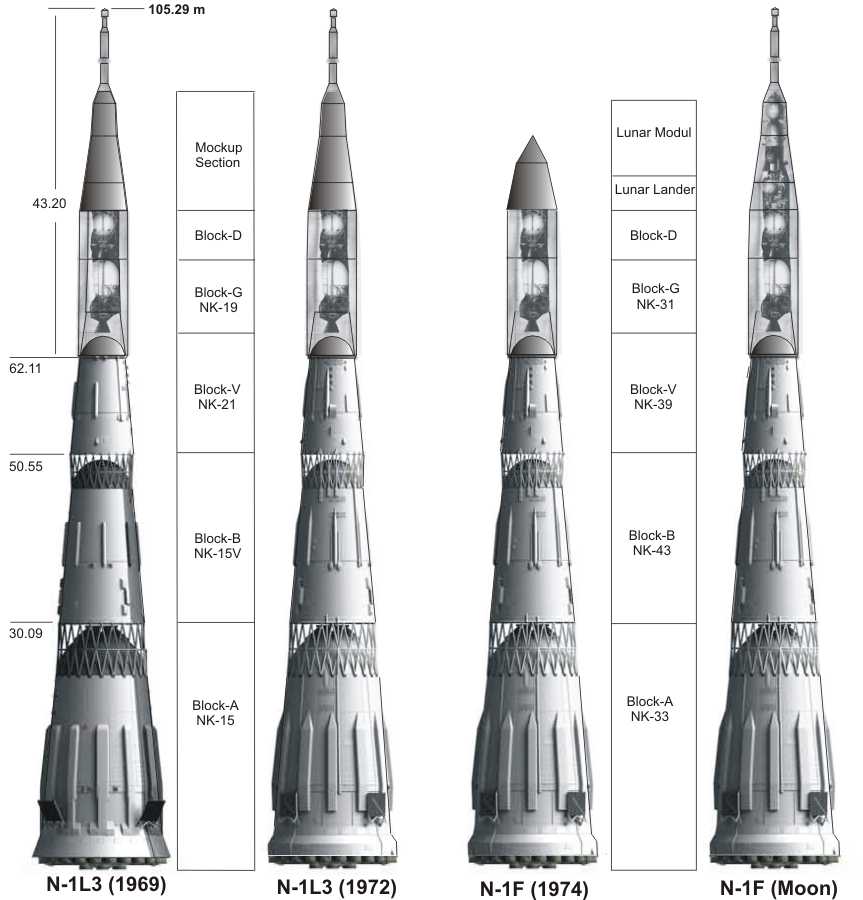 105.29 m
Mockup
Section
43.20
Block-D
Block-G
NK-19
62.11
Block-V
NK-21
50.55
Block-B
NK-15V
30.09
Block-A
NK-15
Lunar Modul
Lunar Lander
Block-D
Block-G
NK-31
Block-V
NK-39
Block-B
NK-43
Block-A
NK-33
N-1L3 (1969)
N-1L3 (1972)
N-1F (1974)
N-1F (Moon)